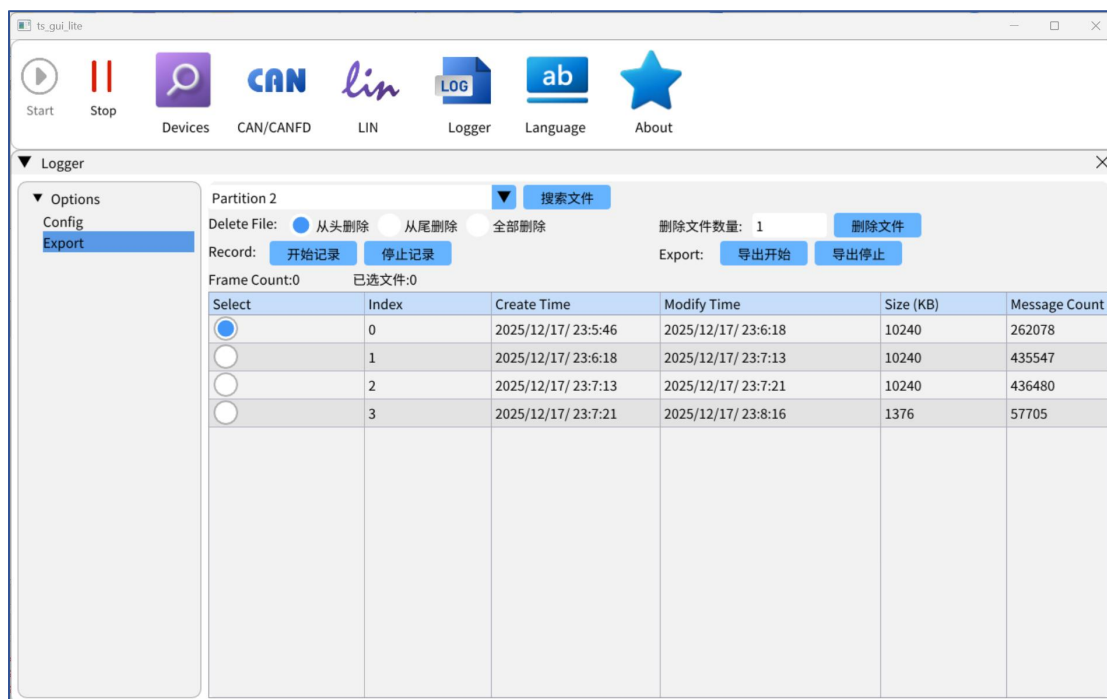 ts_gui_lite
CAN lin LOG ab
Start Stop Devices CAN/CANFD LIN Logger Language About
▼ Logger
▼ Options
Config
Export
Partition 2 ▼ 搜索文件
Delete File: 从头删除 从尾删除 全部删除 删除文件数量: 1 删除文件
Record: 开始记录 停止记录 Export: 导出开始 导出停止
Frame Count:0 已选文件:0
Select Index Create Time Modify Time Size (KB) Message Count
0 2025/12/17/ 23:5:46 2025/12/17/ 23:6:18 10240 262078
1 2025/12/17/ 23:6:18 2025/12/17/ 23:7:13 10240 435547
2 2025/12/17/ 23:7:13 2025/12/17/ 23:7:21 10240 436480
3 2025/12/17/ 23:7:21 2025/12/17/ 23:8:16 1376 57705